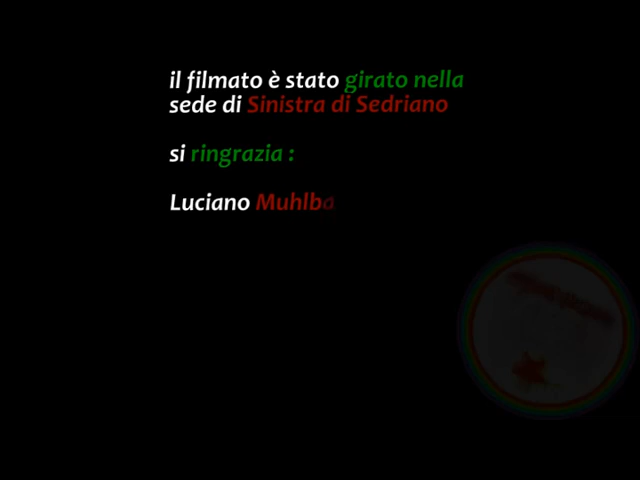 il filmato è stato girato nella
sede di Sinistra di Sedriano
si ringrazia :
Luciano Muhlba